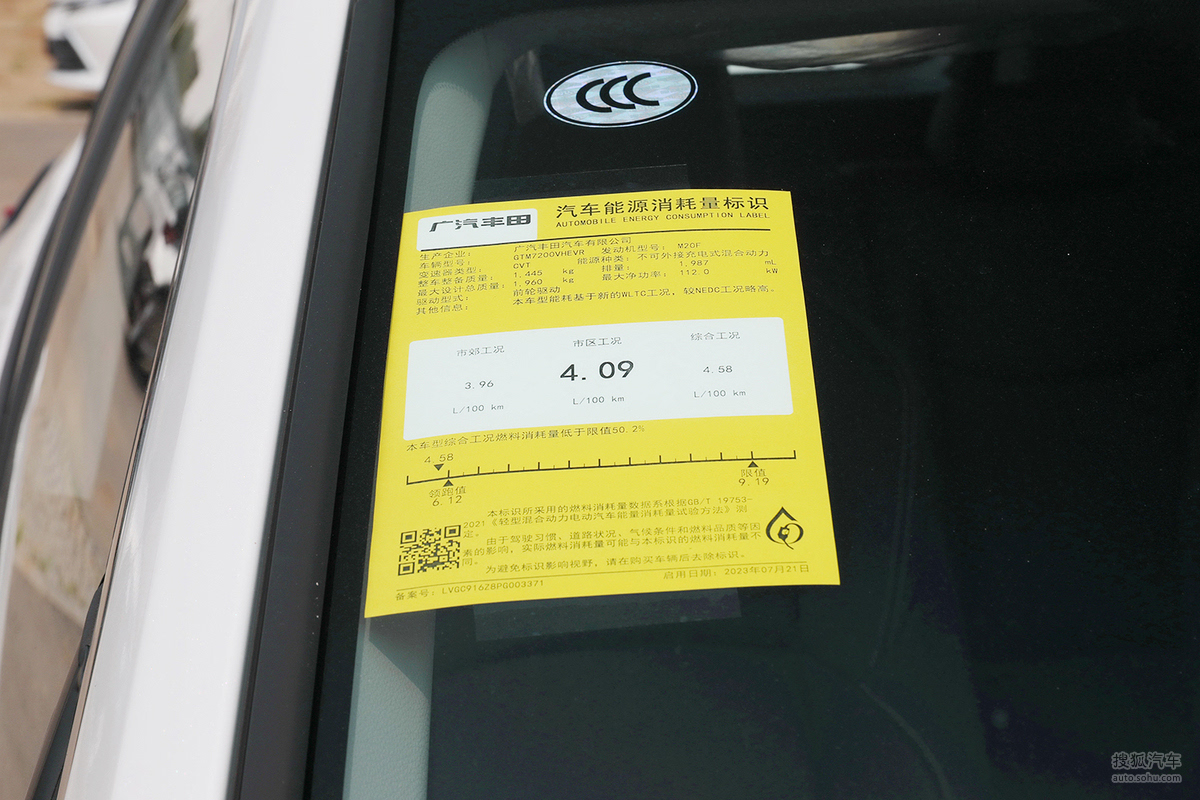 CCC
广汽丰田
汽车能源消耗量标识
AUTOMOBILE ENERGY CONSUMPTION LABEL
生产企业： 广汽丰田汽车有限公司
车辆型号： GTM7200VHEVR 发动机型号： M20F
变速器类型： CVT 能源种类：不可外接充电式混合动力
整车整备质量： 1,445 kg 排量： 1,987 mL
最大设计总质量： 1,960 kg 最大净功率： 112.0 kW
驱动型式： 前轮驱动
其他信息： 本车型能耗基于新的WLTC工况，较NEDC工况略高。
市郊工况 市区工况 综合工况
3.96 4.09 4.58
L/100 km L/100 km L/100 km
本车型综合工况燃料消耗量低于限值50.2%
4.58
领跑值 限值
6.12 9.19
本标识所采用的燃料消耗量数据系根据GB/T 19753-
2021《轻型混合动力电动汽车能量消耗量试验方法》测
定。
由于驾驶习惯、道路状况、气候条件和燃料品质等因
素的影响，实际燃料消耗量可能与本标识的燃料消耗量不
同。
为避免标识影响视野，请在购买车辆后去除标识。
备案号：LVGC916Z8PG003371 启用日期：2023年07月21日
搜狐汽车
auto.sohu.com